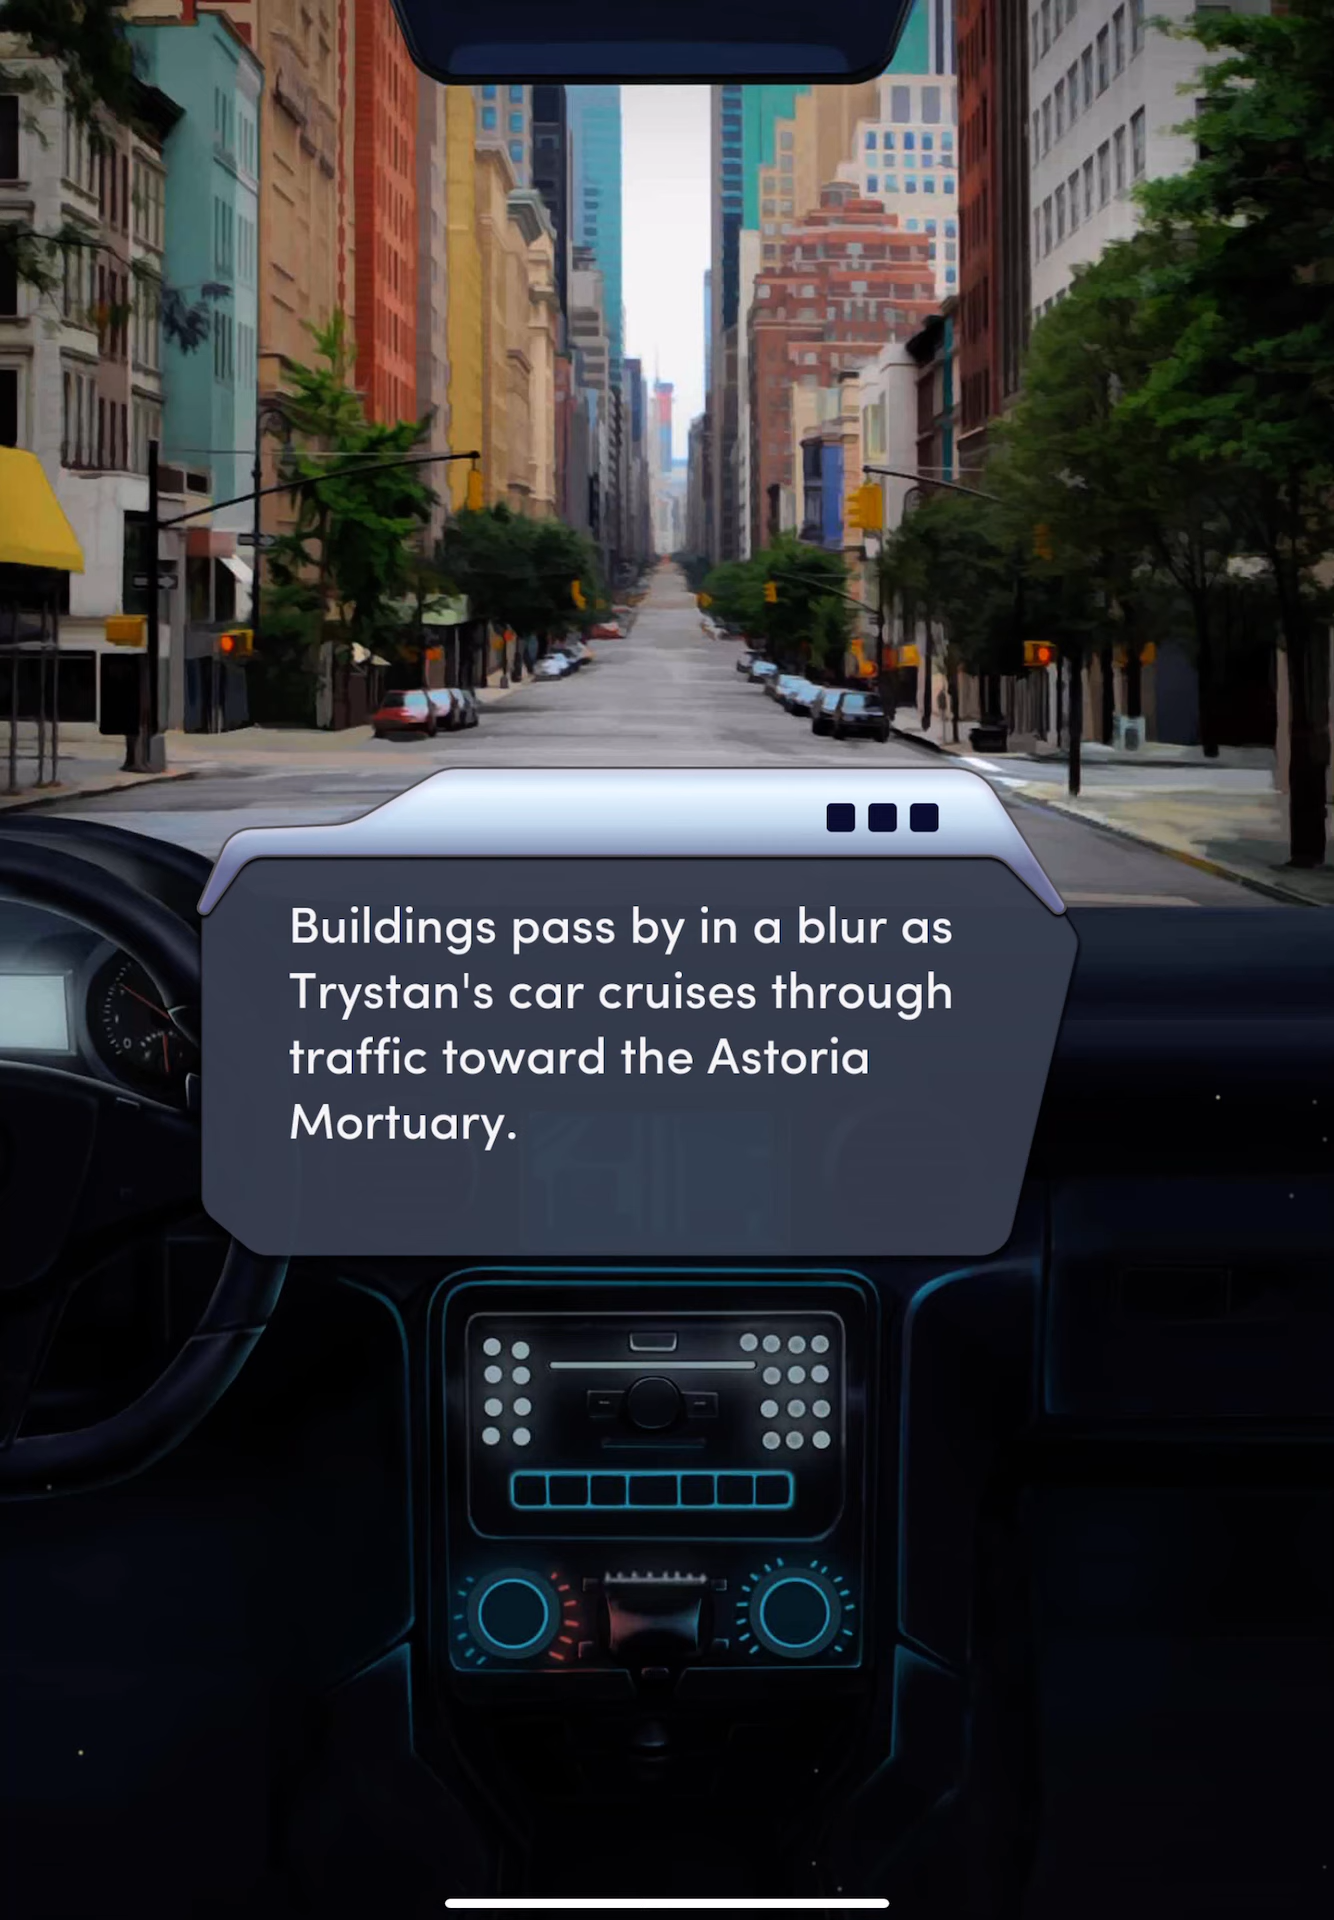 Buildings pass by in a blur as
Trystan's car cruises through
traffic toward the Astoria
Mortuary.